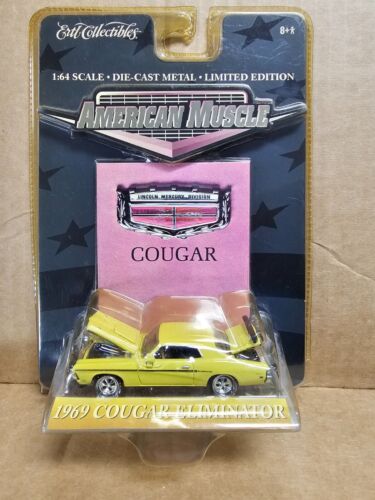 Ertl Collectibles
8+
1:64 SCALE · DIE-CAST METAL · LIMITED EDITION
AMERICAN MUSCLE
LINCOLN MERCURY DIVISION
COUGAR
1969 COUGAR ELIMINATOR